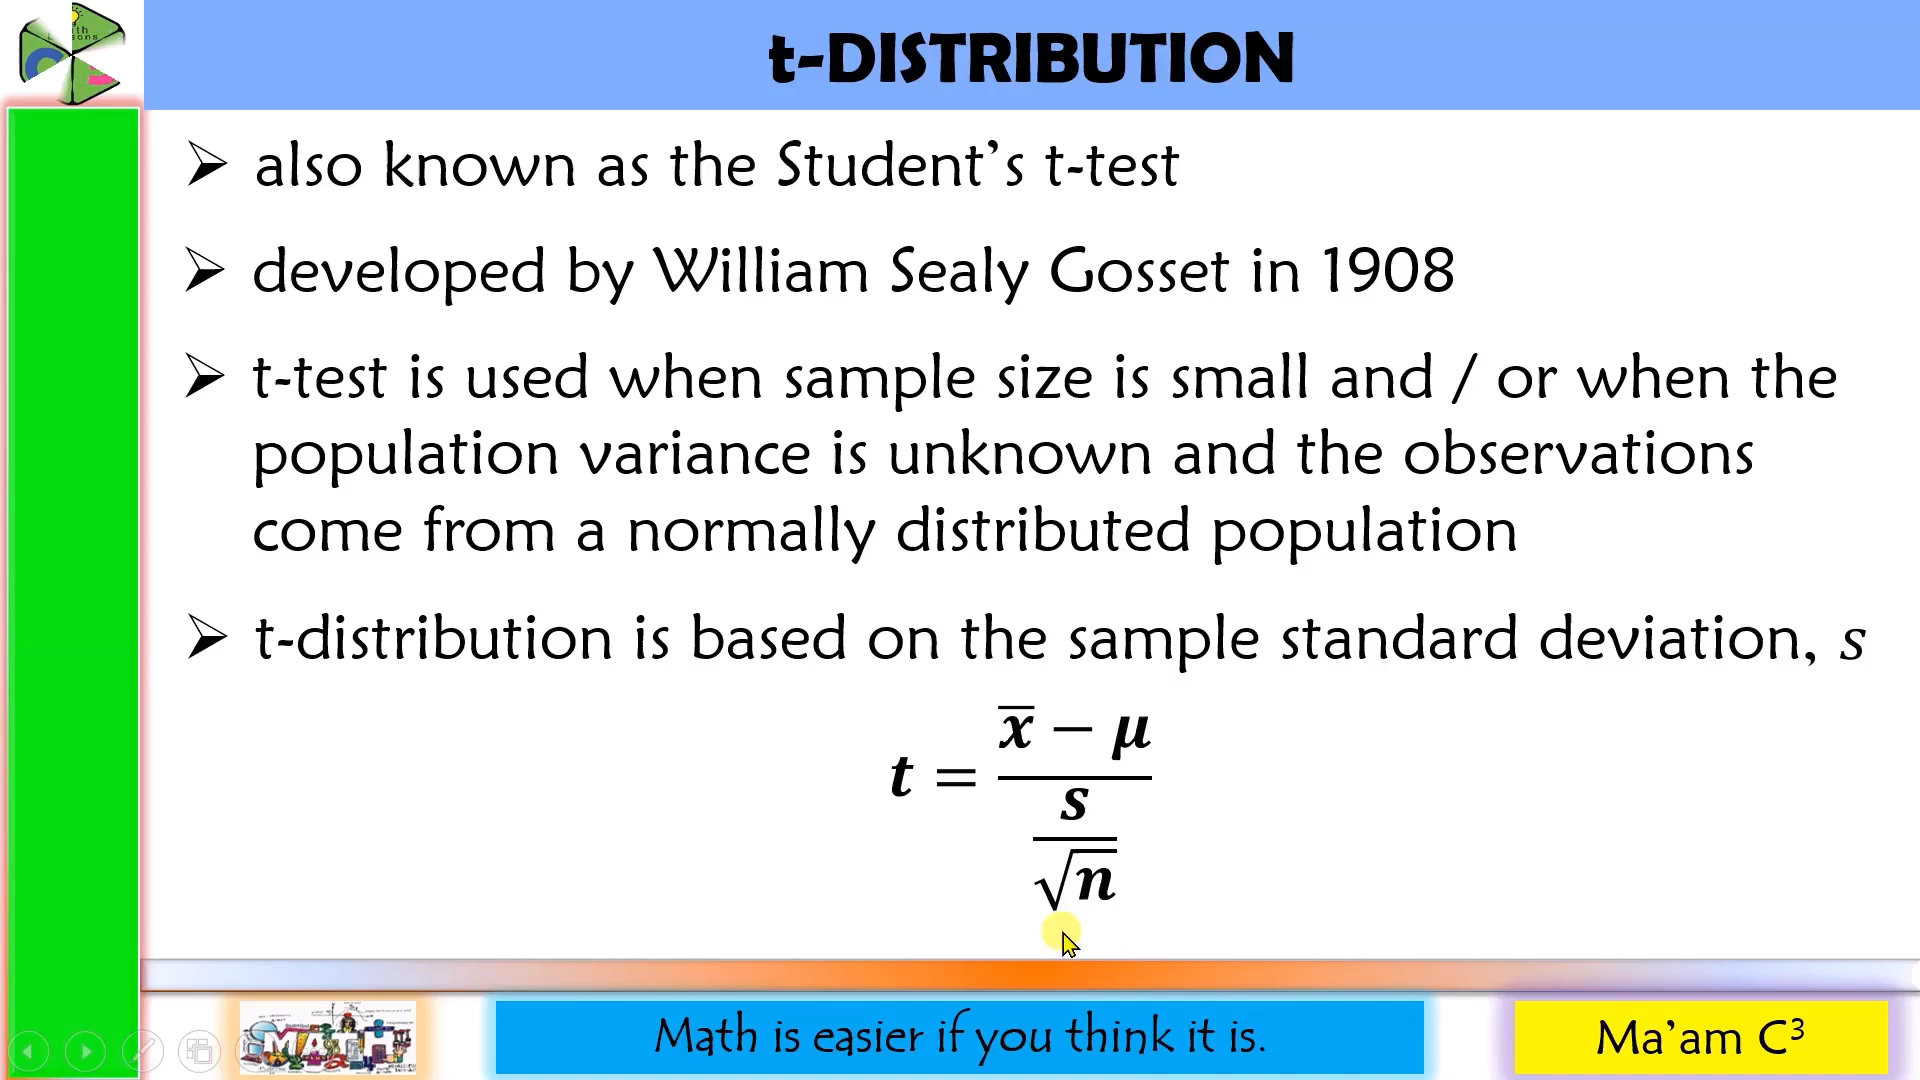 t-DISTRIBUTION
➢ also known as the Student’s t-test
➢ developed by William Sealy Gosset in 1908
➢ t-test is used when sample size is small and / or when the
population variance is unknown and the observations
come from a normally distributed population
➢ t-distribution is based on the sample standard deviation, s
t = (x̅ − μ) / (s / √n)
MATH
Math is easier if you think it is.
Ma’am C³